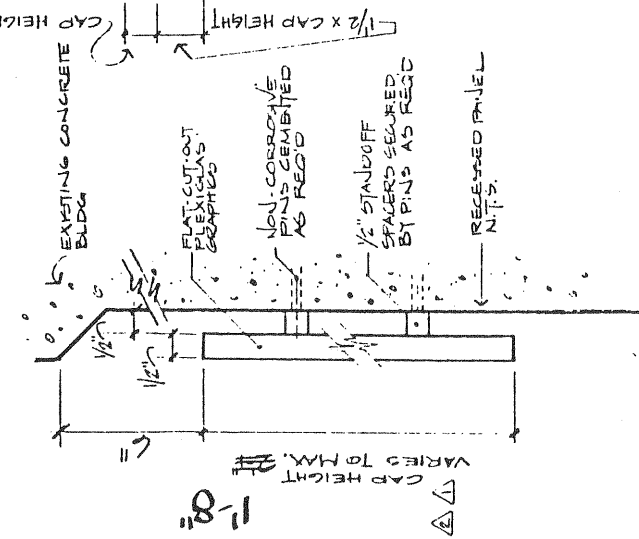 CAP HEIGHT
1 1/2 x CAP HEIGHT
EXISTING CONCRETE
BLDG
FLAT CUT-OUT
PLEXIGLAS
GRAPHICS
NON-CORROSIVE
PINS CEMENTED
AS REQ'D
1/2" STANDOFF
SPACERS SECURED
BY PINS AS REQ'D
RECESSED PANEL
N.T.S.
1/2"
1/2"
6"
CAP HEIGHT
VARIES TO MAX.
1'-8"
1
2